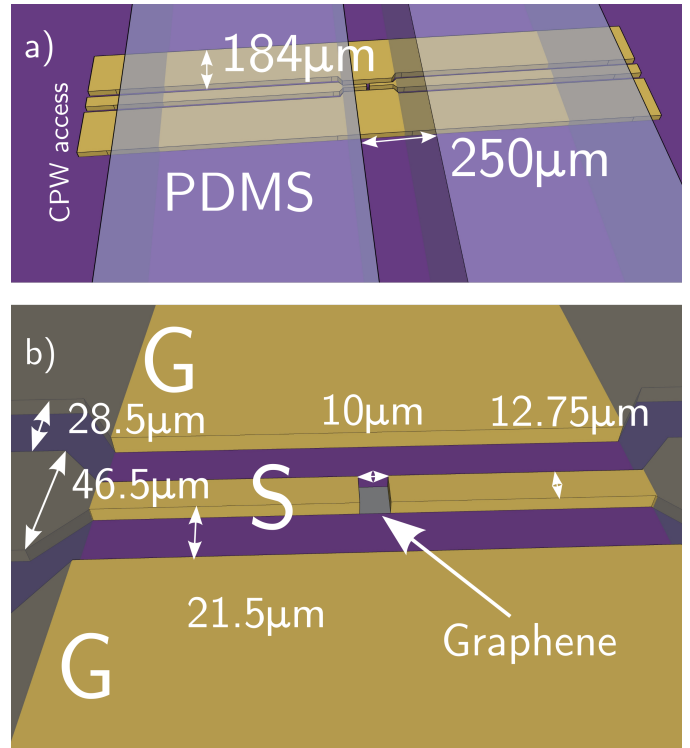 a)
184μm
CPW access
PDMS
250μm
b)
G
28.5μm
10μm
12.75μm
46.5μm
S
21.5μm
Graphene
G